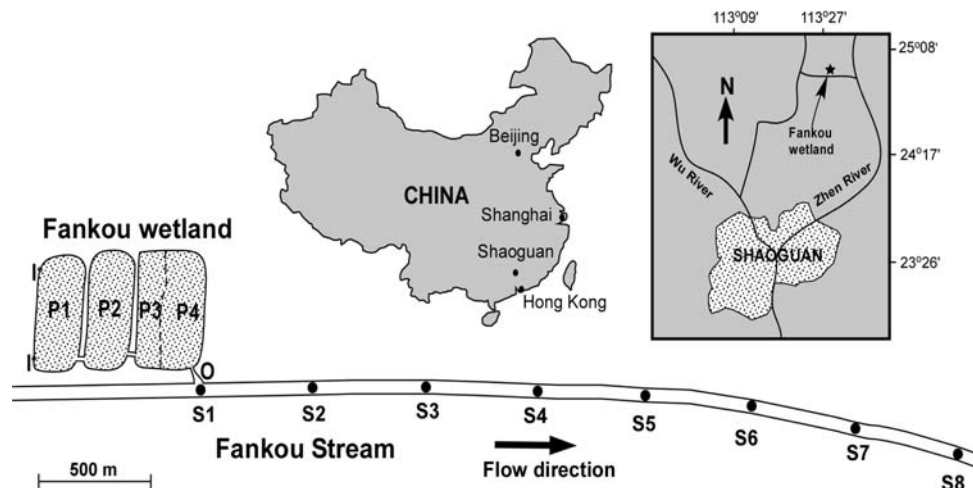 113°09'
113°27'
25°08'
N
Beijing
Fankou
wetland
24°17'
CHINA
Wu River
Zhen River
Shanghai
Fankou wetland
Shaoguan
SHAOGUAN
23°26'
I
P1
P2
P3
P4
Hong Kong
I
O
S1
S2
S3
S4
S5
S6
S7
S8
Fankou Stream
Flow direction
500 m